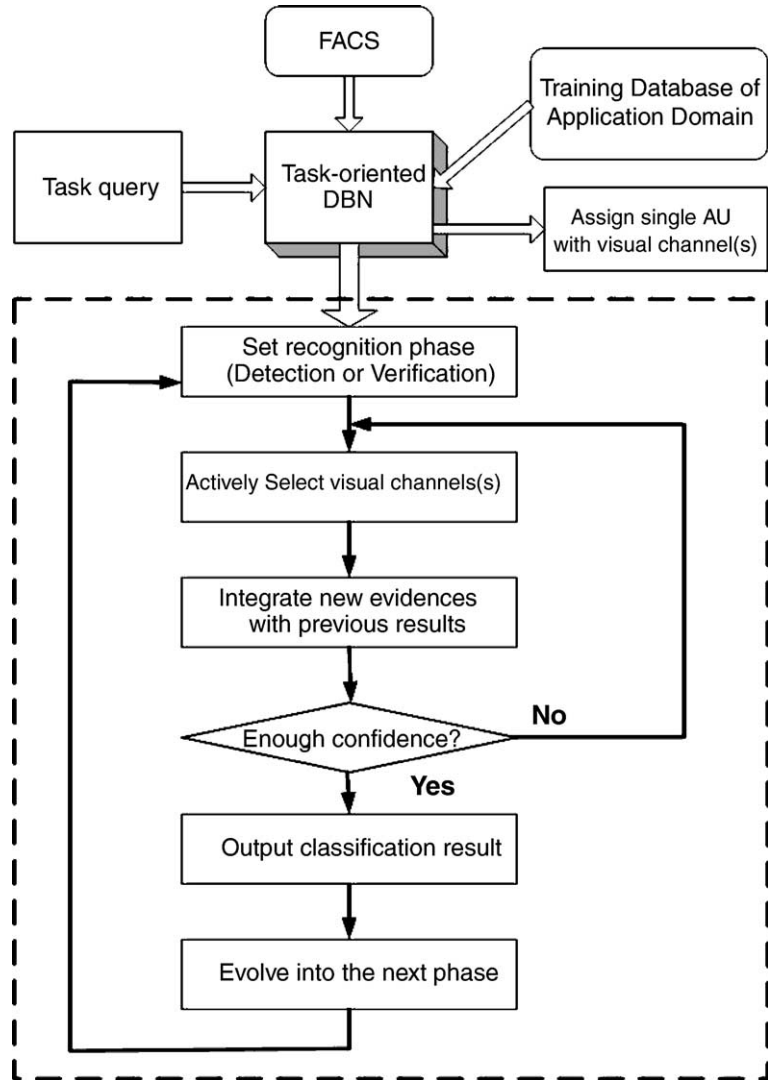 FACS
Training Database of
Application Domain
Task query
Task-oriented
DBN
Assign single AU
with visual channel(s)
Set recognition phase
(Detection or Verification)
Actively Select visual channels(s)
Integrate new evidences
with previous results
Enough confidence?
No
Yes
Output classification result
Evolve into the next phase